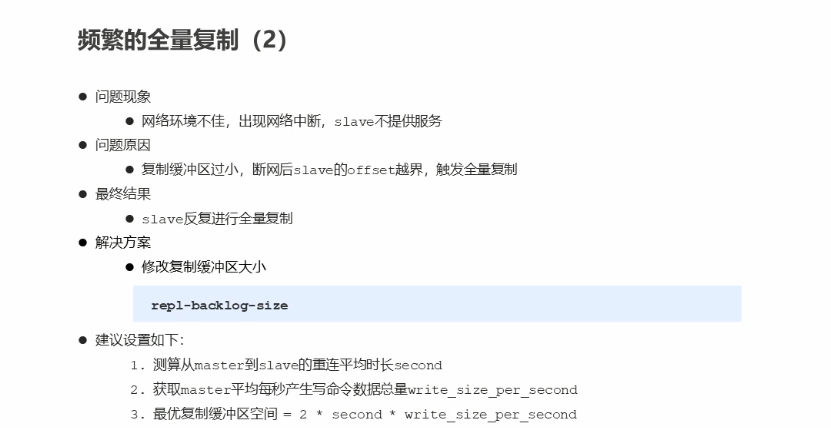 频繁的全量复制（2）
● 问题现象
● 网络环境不佳，出现网络中断，slave不提供服务
● 问题原因
● 复制缓冲区过小，断网后slave的offset越界，触发全量复制
● 最终结果
● slave反复进行全量复制
● 解决方案
● 修改复制缓冲区大小
repl-backlog-size
● 建议设置如下：
1. 测算从master到slave的重连平均时长second
2. 获取master平均每秒产生写命令数据总量write_size_per_second
3. 最优复制缓冲区空间 = 2 * second * write_size_per_second